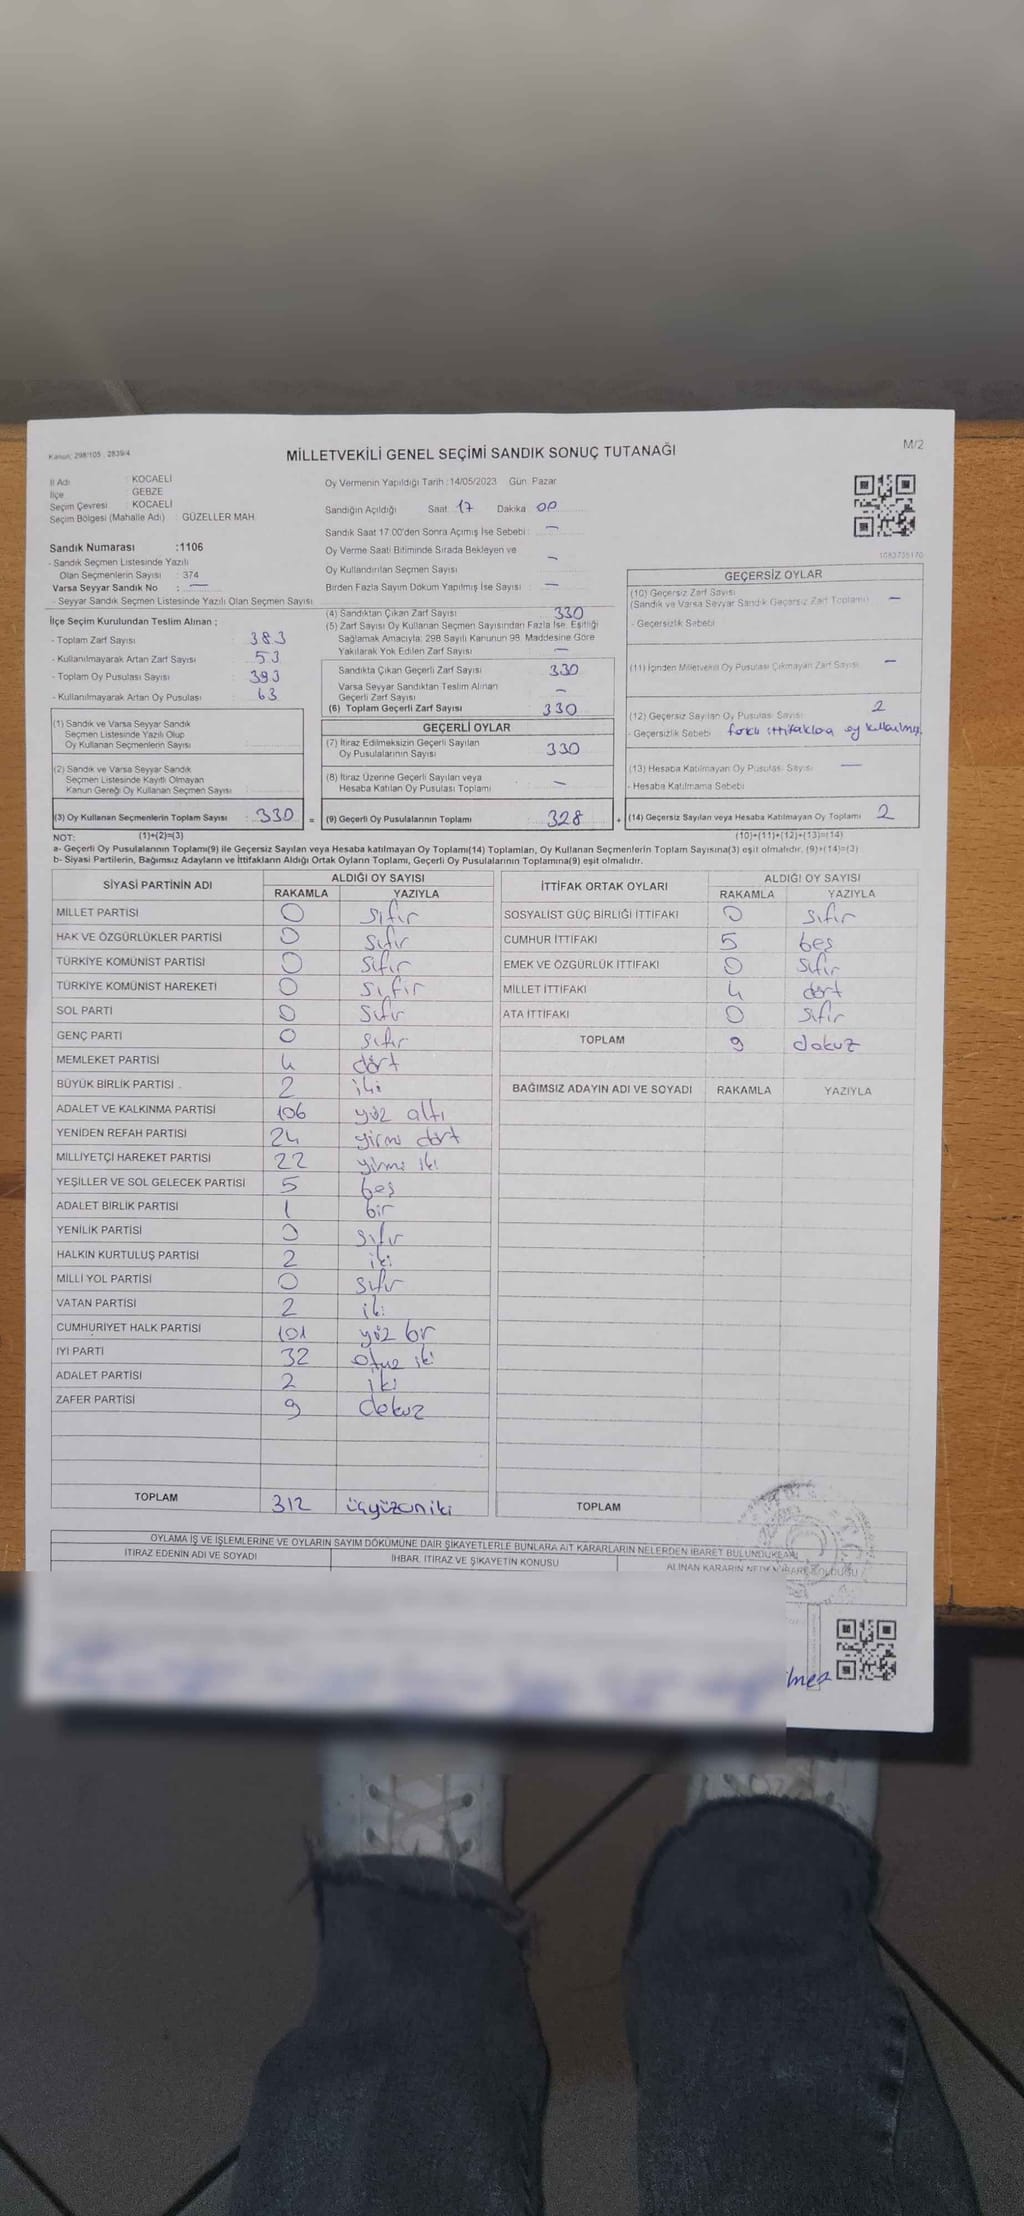 Kanun; 298/105 , 2839/4
MİLLETVEKİLİ GENEL SEÇİMİ SANDIK SONUÇ TUTANAĞI
M/2
İl Adı : KOCAELİ
İlçe : GEBZE
Seçim Çevresi : KOCAELİ
Seçim Bölgesi (Mahalle Adı) : GÜZELLER MAH.
Sandık Numarası :1106
- Sandık Seçmen Listesinde Yazılı
Olan Seçmenlerin Sayısı : 374
Varsa Seyyar Sandık No : —
- Seyyar Sandık Seçmen Listesinde Yazılı Olan Seçmen Sayısı
İlçe Seçim Kurulundan Teslim Alınan ;
- Toplam Zarf Sayısı : 383
- Kullanılmayarak Artan Zarf Sayısı : 53
- Toplam Oy Pusulası Sayısı : 393
- Kullanılmayarak Artan Oy Pusulası : 63
(1) Sandık ve Varsa Seyyar Sandık
Seçmen Listesinde Yazılı Olup
Oy Kullanan Seçmenlerin Sayısı :
(2) Sandık ve Varsa Seyyar Sandık
Seçmen Listesinde Kayıtlı Olmayan
Kanun Gereği Oy Kullanan Seçmen Sayısı :
(3) Oy Kullanan Seçmenlerin Toplam Sayısı : 330 =
Oy Vermenin Yapıldığı Tarih :14/05/2023 Gün: Pazar
Sandığın Açıldığı Saat 17 Dakika 00
Sandık Saat 17.00'den Sonra Açımış İse Sebebi : —
Oy Verme Saati Bitiminde Sırada Bekleyen ve
Oy Kullandırılan Seçmen Sayısı —
Birden Fazla Sayım Döküm Yapılmış İse Sayısı : —
(4) Sandıktan Çıkan Zarf Sayısı 330
(5) Zarf Sayısı Oy Kullanan Seçmen Sayısından Fazla İse, Eşitliği
Sağlamak Amacıyla; 298 Sayılı Kanunun 98. Maddesine Göre
Yakılarak Yok Edilen Zarf Sayısı : —
Sandıkta Çıkan Geçerli Zarf Sayısı 330
Varsa Seyyar Sandıktan Teslim Alınan
Geçerli Zarf Sayısı —
(6) Toplam Geçerli Zarf Sayısı 330
GEÇERLİ OYLAR
(7) İtiraz Edilmeksizin Geçerli Sayılan
Oy Pusulalarının Sayısı 330
(8) İtiraz Üzerine Geçerli Sayılan veya
Hesaba Katılan Oy Pusulası Toplamı —
(9) Geçerli Oy Pusulalarının Toplamı 328 +
1083735170
GEÇERSİZ OYLAR
(10) Geçersiz Zarf Sayısı
(Sandık ve Varsa Seyyar Sandık Geçersiz Zarf Toplamı) —
- Geçersizlik Sebebi
(11) İçinden Milletvekili Oy Pusulası Çıkmayan Zarf Sayısı —
(12) Geçersiz Sayılan Oy Pusulası Sayısı 2
- Geçersizlik Sebebi farklı ittifaklara oy kullanılmış
(13) Hesaba Katılmayan Oy Pusulası Sayısı —
- Hesaba Katılmama Sebebi
(14) Geçersiz Sayılan veya Hesaba Katılmayan Oy Toplamı 2
NOT: (1)+(2)=(3) (10)+(11)+(12)+(13)=(14)
a- Geçerli Oy Pusulalarının Toplamı(9) ile Geçersiz Sayılan veya Hesaba katılmayan Oy Toplamı(14) Toplamları, Oy Kullanan Seçmenlerin Toplam Sayısına(3) eşit olmalıdır. (9)+(14)=(3)
b- Siyasi Partilerin, Bağımsız Adayların ve İttifakların Aldığı Ortak Oyların Toplamı, Geçerli Oy Pusulalarının Toplamına(9) eşit olmalıdır.
SİYASİ PARTİNİN ADI ALDIĞI OY SAYISI
RAKAMLA YAZIYLA
MİLLET PARTİSİ 0 sıfır
HAK VE ÖZGÜRLÜKLER PARTİSİ 0 sıfır
TÜRKİYE KOMÜNİST PARTİSİ 0 sıfır
TÜRKİYE KOMÜNİST HAREKETİ 0 sıfır
SOL PARTİ 0 sıfır
GENÇ PARTİ 0 sıfır
MEMLEKET PARTİSİ 4 dört
BÜYÜK BİRLİK PARTİSİ 2 iki
ADALET VE KALKINMA PARTİSİ 106 yüz altı
YENİDEN REFAH PARTİSİ 24 yirmi dört
MİLLİYETÇİ HAREKET PARTİSİ 22 yirmi iki
YEŞİLLER VE SOL GELECEK PARTİSİ 5 beş
ADALET BİRLİK PARTİSİ 1 bir
YENİLİK PARTİSİ 0 sıfır
HALKIN KURTULUŞ PARTİSİ 2 iki
MİLLİ YOL PARTİSİ 0 sıfır
VATAN PARTİSİ 2 iki
CUMHURİYET HALK PARTİSİ 101 yüz bir
İYİ PARTİ 32 otuz iki
ADALET PARTİSİ 2 iki
ZAFER PARTİSİ 9 dokuz
TOPLAM 312 üçyüzoniki
İTTİFAK ORTAK OYLARI ALDIĞI OY SAYISI
RAKAMLA YAZIYLA
SOSYALİST GÜÇ BİRLİĞİ İTTİFAKI 0 sıfır
CUMHUR İTTİFAKI 5 beş
EMEK VE ÖZGÜRLÜK İTTİFAKI 0 sıfır
MİLLET İTTİFAKI 4 dört
ATA İTTİFAKI 0 sıfır
TOPLAM 9 dokuz
BAĞIMSIZ ADAYIN ADI VE SOYADI RAKAMLA YAZIYLA
TOPLAM
OYLAMA İŞ VE İŞLEMLERİNE VE OYLARIN SAYIM DÖKÜMÜNE DAİR ŞİKAYETLERLE BUNLARA AİT KARARLARIN NELERDEN İBARET BULUNDUKLARI
İTİRAZ EDENİN ADI VE SOYADI İHBAR, İTİRAZ VE ŞİKAYETİN KONUSU ALINAN KARARIN NEDEN İBARET OLDUĞU